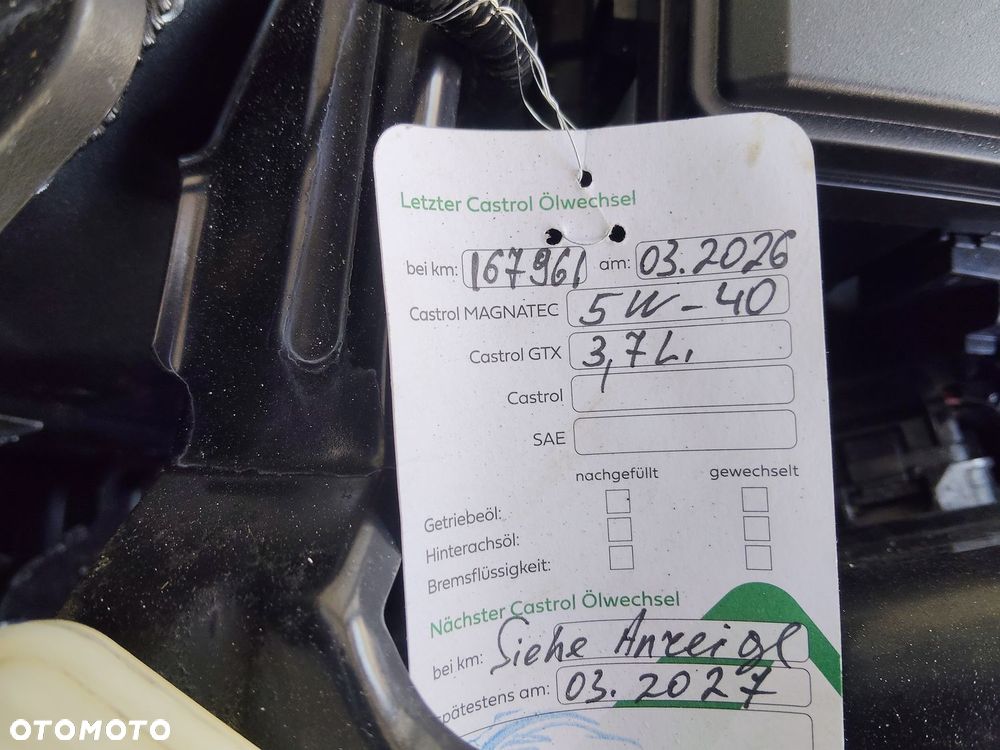 Letzter Castrol Ölwechsel
bei km: 167961 am: 03.2026
Castrol MAGNATEC 5W-40
Castrol GTX 3,7L.
Castrol
SAE
nachgefüllt gewechselt
Getriebeöl:
Hinterachsöl:
Bremsflüssigkeit:
Nächster Castrol Ölwechsel
bei km: Siehe Anzeige
spätestens am: 03.2027
OTOMOTO